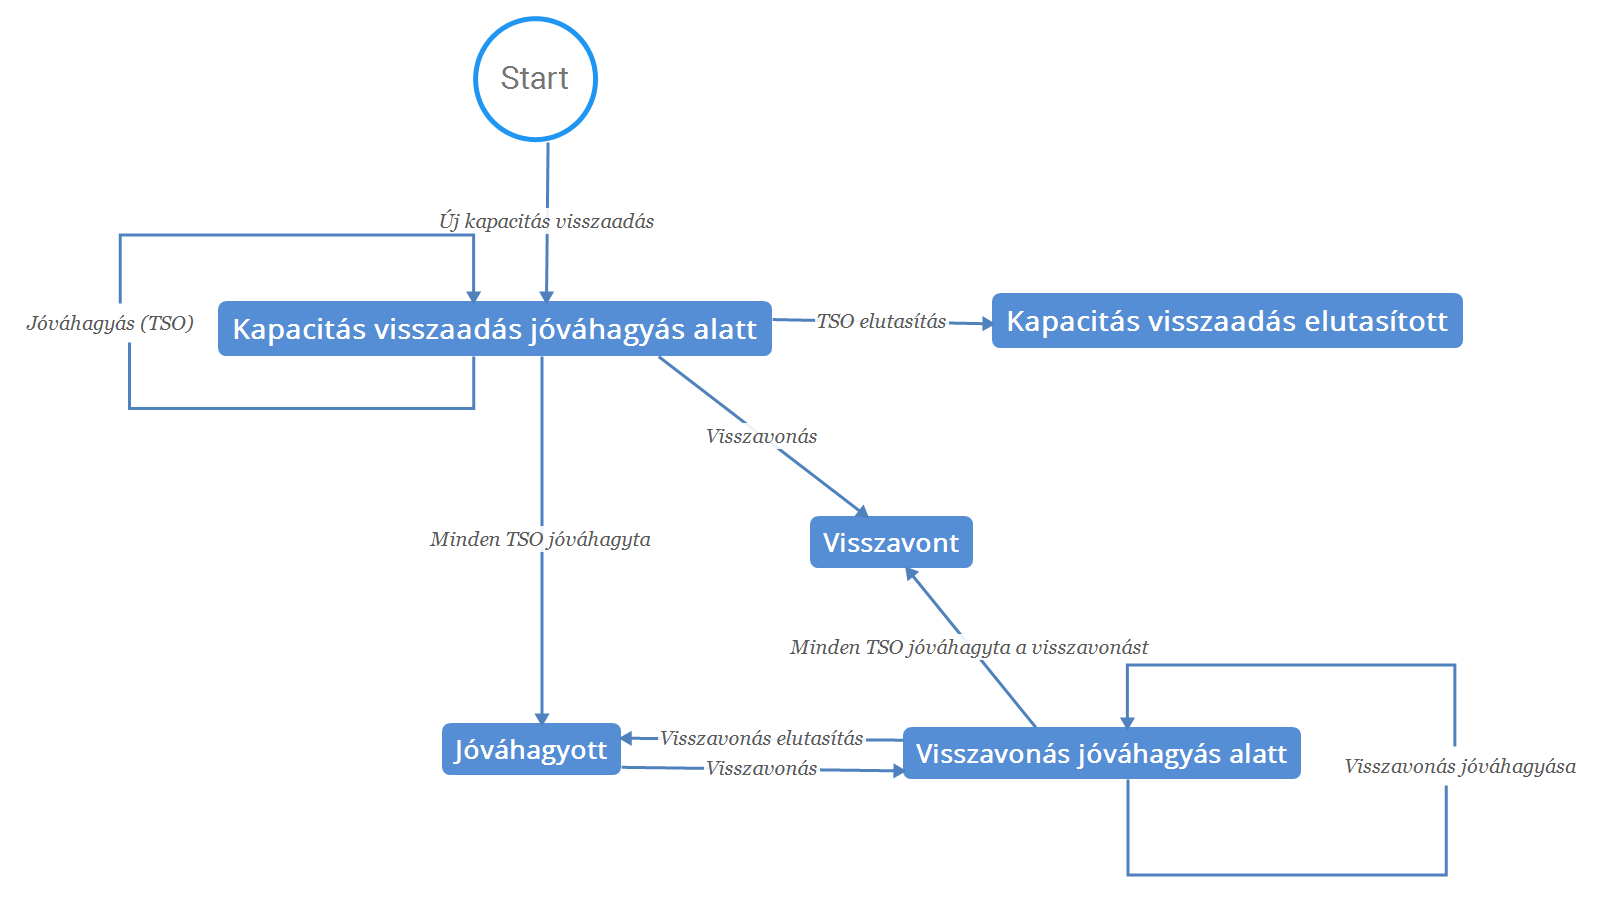 Start
Új kapacitás visszaadás
Jóváhagyás (TSO)
Kapacitás visszaadás jóváhagyás alatt
TSO elutasítás
Kapacitás visszaadás elutasított
Visszavonás
Minden TSO jóváhagyta
Visszavont
Minden TSO jóváhagyta a visszavonást
Jóváhagyott
Visszavonás elutasítás
Visszavonás
Visszavonás jóváhagyás alatt
Visszavonás jóváhagyása